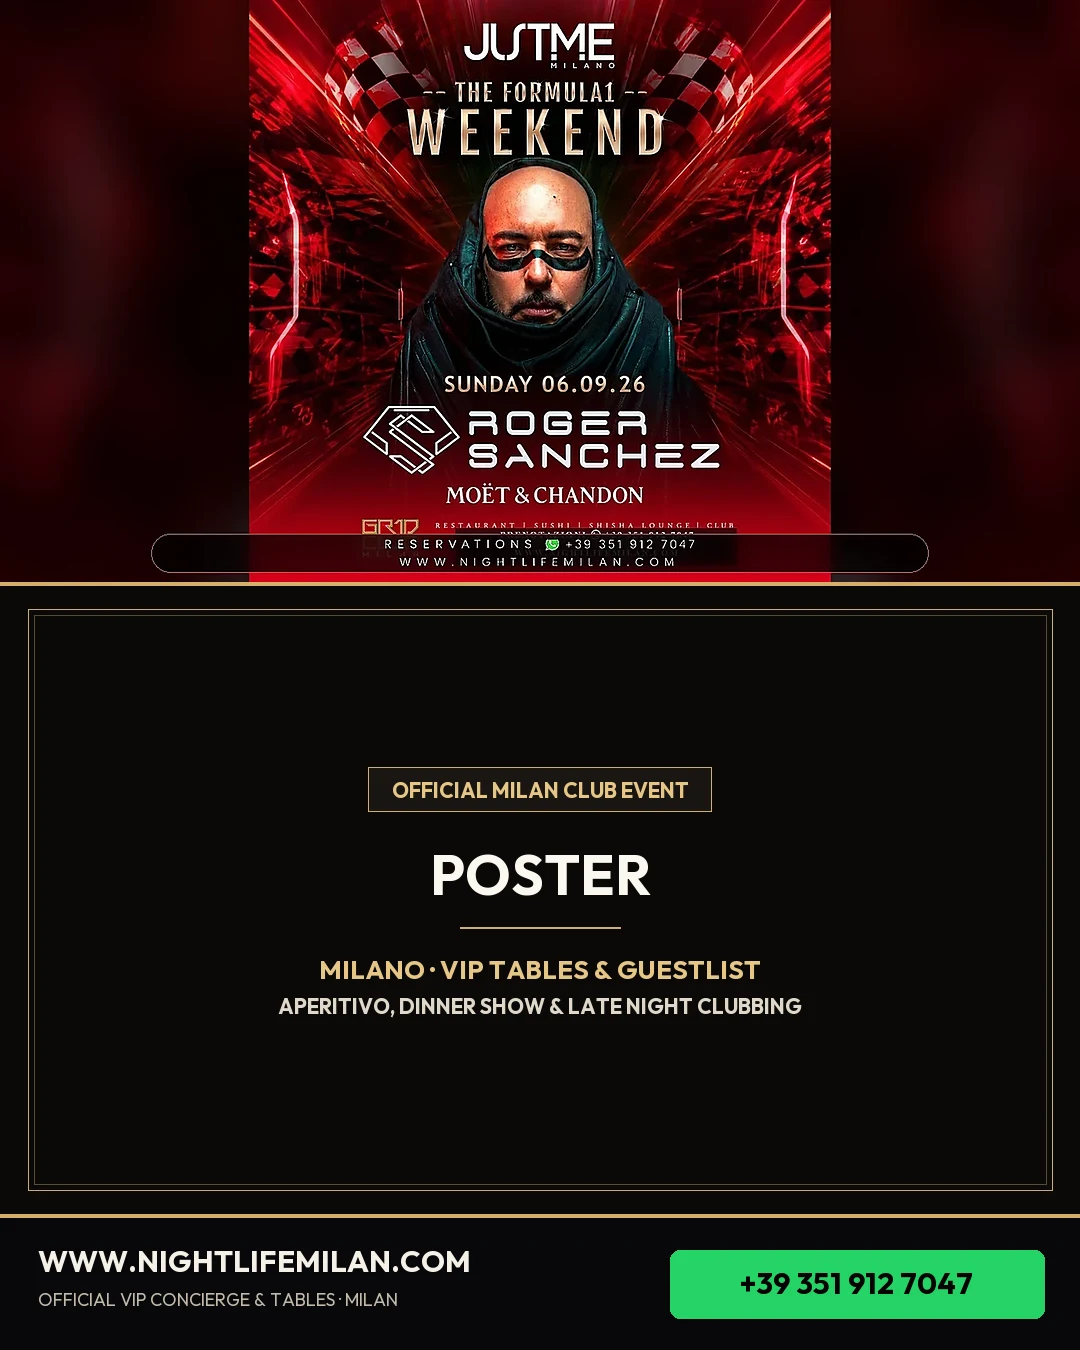 JUSTME
MILANO
-- THE FORMULA1 --
WEEKEND
SUNDAY 06.09.26
ROGER
SANCHEZ
MOËT & CHANDON
RESTAURANT | SUSHI | SHISHA LOUNGE | CLUB
RESERVATIONS +39 351 912 7047
WWW.NIGHTLIFEMILAN.COM
OFFICIAL MILAN CLUB EVENT
POSTER
MILANO · VIP TABLES & GUESTLIST
APERITIVO, DINNER SHOW & LATE NIGHT CLUBBING
WWW.NIGHTLIFEMILAN.COM
OFFICIAL VIP CONCIERGE & TABLES · MILAN
+39 351 912 7047